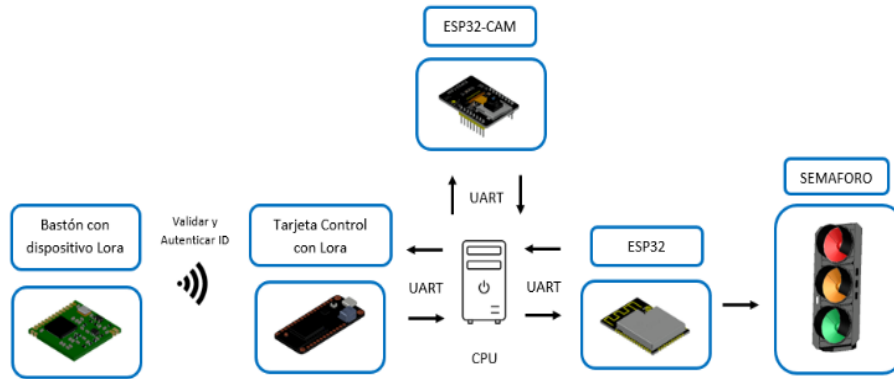 ESP32-CAM
UART
SEMAFORO
Bastón con
dispositivo Lora
Validar y
Autenticar ID
Tarjeta Control
con Lora
ESP32
UART
UART
CPU